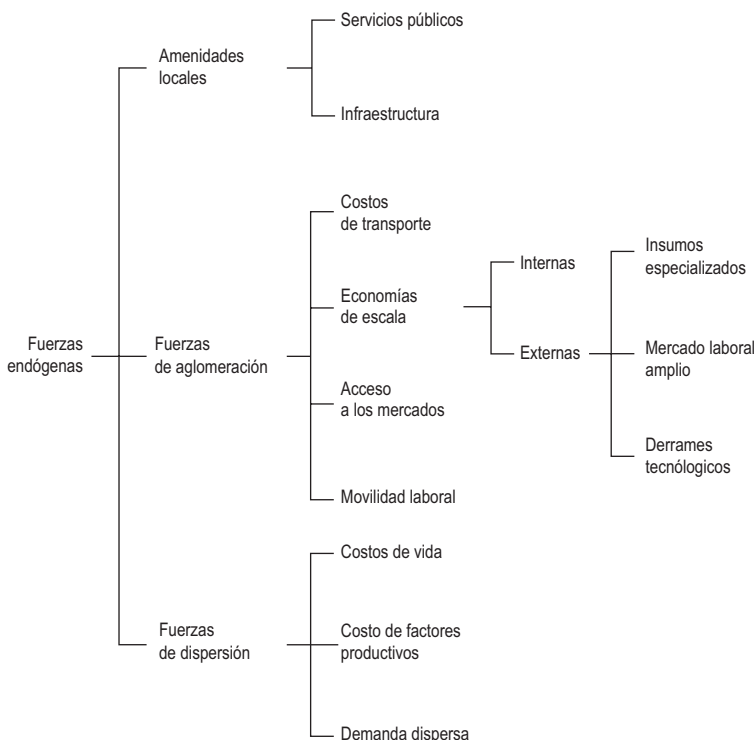 Servicios públicos
Amenidades
locales
Infraestructura
Costos
de transporte
Insumos
especializados
Internas
Economías
de escala
Fuerzas
endógenas
Fuerzas
de aglomeración
Externas
Mercado laboral
amplio
Acceso
a los mercados
Derrames
tecnólogicos
Movilidad laboral
Costos de vida
Fuerzas
de dispersión
Costo de factores
productivos
Demanda dispersa